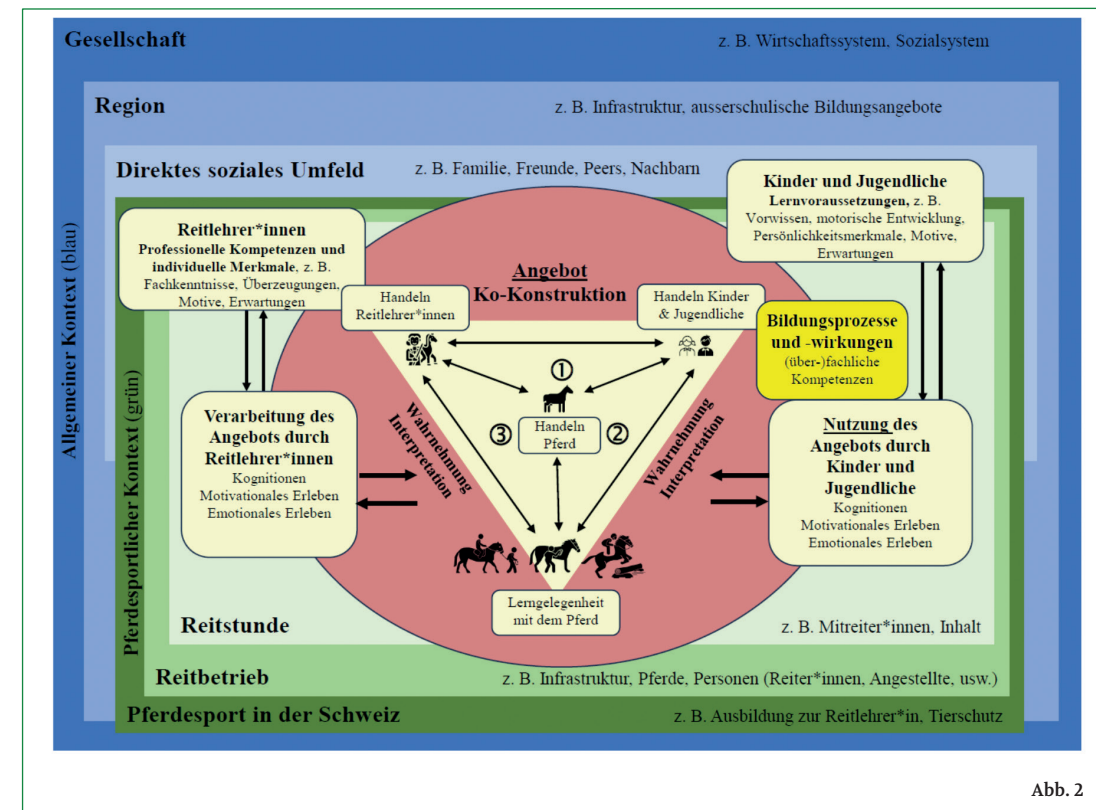 Gesellschaft
z. B. Wirtschaftssystem, Sozialsystem
Region
z. B. Infrastruktur, ausserschulische Bildungsangebote
Direktes soziales Umfeld
z. B. Familie, Freunde, Peers, Nachbarn
Allgemeiner Kontext (blau)
Pferdesportlicher Kontext (grün)
Reitlehrer*innen
Professionelle Kompetenzen und
individuelle Merkmale, z. B.
Fachkenntnisse, Überzeugungen,
Motive, Erwartungen
Kinder und Jugendliche
Lernvoraussetzungen, z. B.
Vorwissen, motorische Entwicklung,
Persönlichkeitsmerkmale, Motive,
Erwartungen
Angebot
Ko-Konstruktion
Handeln
Reitlehrer*innen
Handeln Kinder
& Jugendliche
Bildungsprozesse
und -wirkungen
(über-)fachliche
Kompetenzen
①
③
②
Handeln
Pferd
Wahrnehmung
Interpretation
Wahrnehmung
Interpretation
Verarbeitung des
Angebots durch
Reitlehrer*innen
Kognitionen
Motivationales Erleben
Emotionales Erleben
Nutzung des
Angebots durch
Kinder und
Jugendliche
Kognitionen
Motivationales Erleben
Emotionales Erleben
Lerngelegenheit
mit dem Pferd
Reitstunde
z. B. Mitreiter*innen, Inhalt
Reitbetrieb
z. B. Infrastruktur, Pferde, Personen (Reiter*innen, Angestellte, usw.)
Pferdesport in der Schweiz
z. B. Ausbildung zur Reitlehrer*in, Tierschutz
Abb. 2